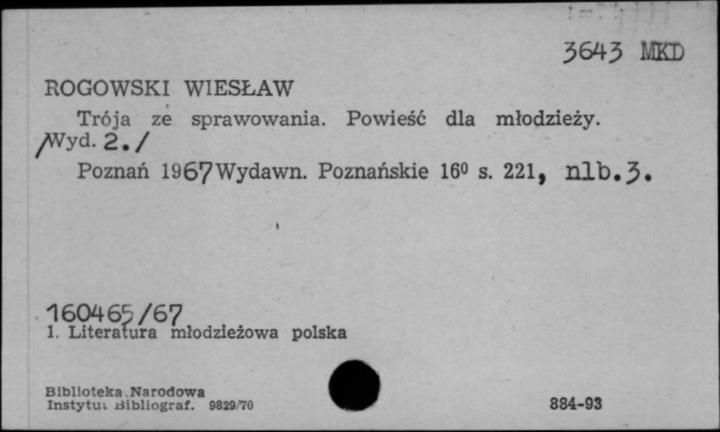 3643 MKD
ROGOWSKI WIESŁAW
Trója ze sprawowania. Powieść dla młodzieży.
/Wyd. 2./
Poznań 1967 Wydawn. Poznańskie 16⁰ s. 221, nlb.3.
160465/67
1. Literatura młodzieżowa polska
Biblioteka Narodowa
Instytut Bibliograf. 9829/70
884-93